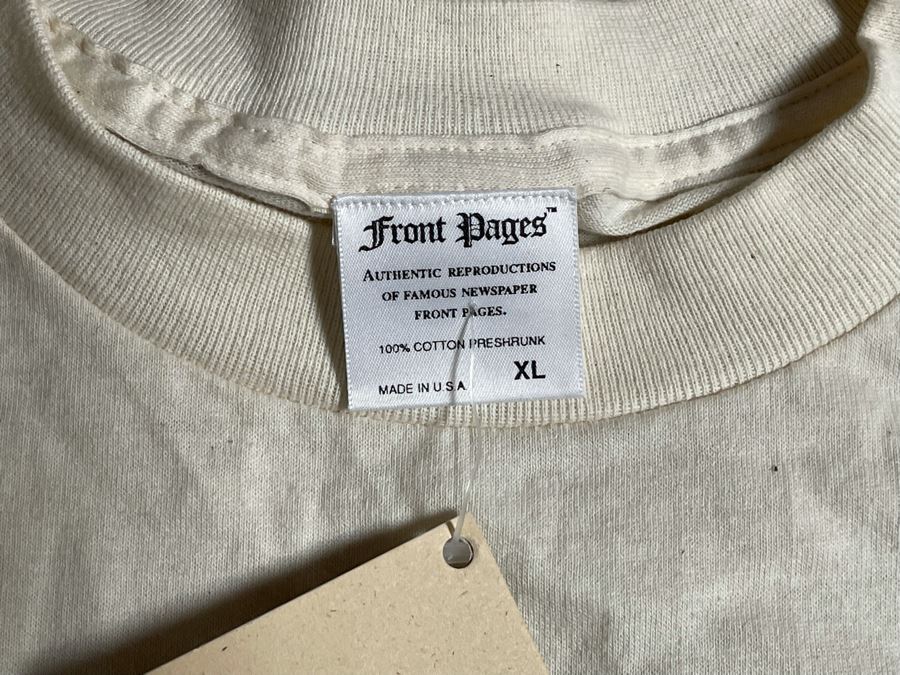 Front Pages™
AUTHENTIC REPRODUCTIONS
OF FAMOUS NEWSPAPER
FRONT PAGES.
100% COTTON PRESHRUNK
XL
MADE IN U.S.A.